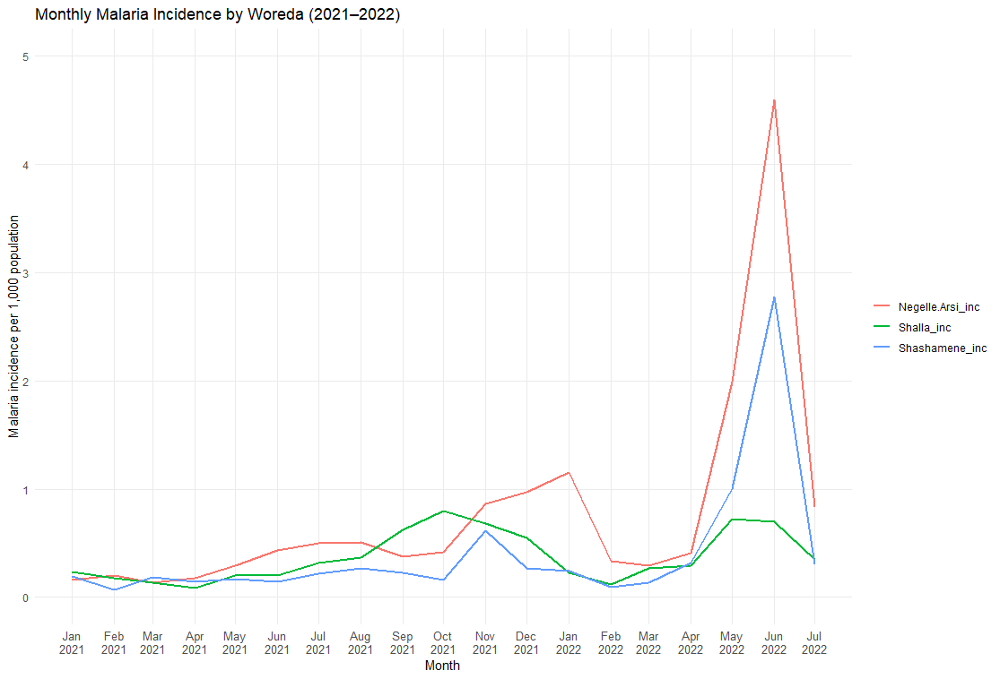 Monthly Malaria Incidence by Woreda (2021–2022)
Malaria incidence per 1,000 population
5
4
3
2
1
0
Jan Feb Mar Apr May Jun Jul Aug Sep Oct Nov Dec Jan Feb Mar Apr May Jun Jul
2021 2021 2021 2021 2021 2021 2021 2021 2021 2021 2021 2021 2022 2022 2022 2022 2022 2022 2022
Month
Negelle.Arsi_inc
Shalla_inc
Shashamene_inc